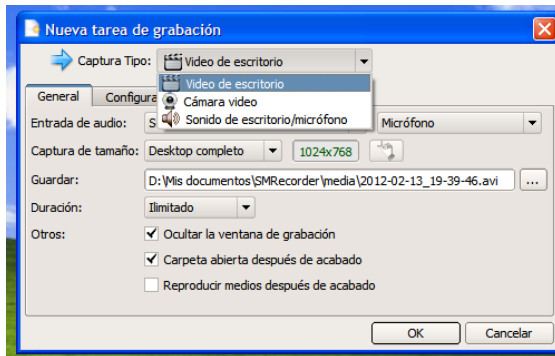 Nueva tarea de grabación
Captura Tipo: Video de escritorio
Video de escritorio
Cámara video
Sonido de escritorio/micrófono
General Configura
Entrada de audio: S Micrófono
Captura de tamaño: Desktop completo 1024x768
Guardar: D:\Mis documentos\SMRecorder\media\2012-02-13_19-39-46.avi ...
Duración: Ilimitado
Otros: Ocultar la ventana de grabación
Carpeta abierta después de acabado
Reproducir medios después de acabado
OK Cancelar